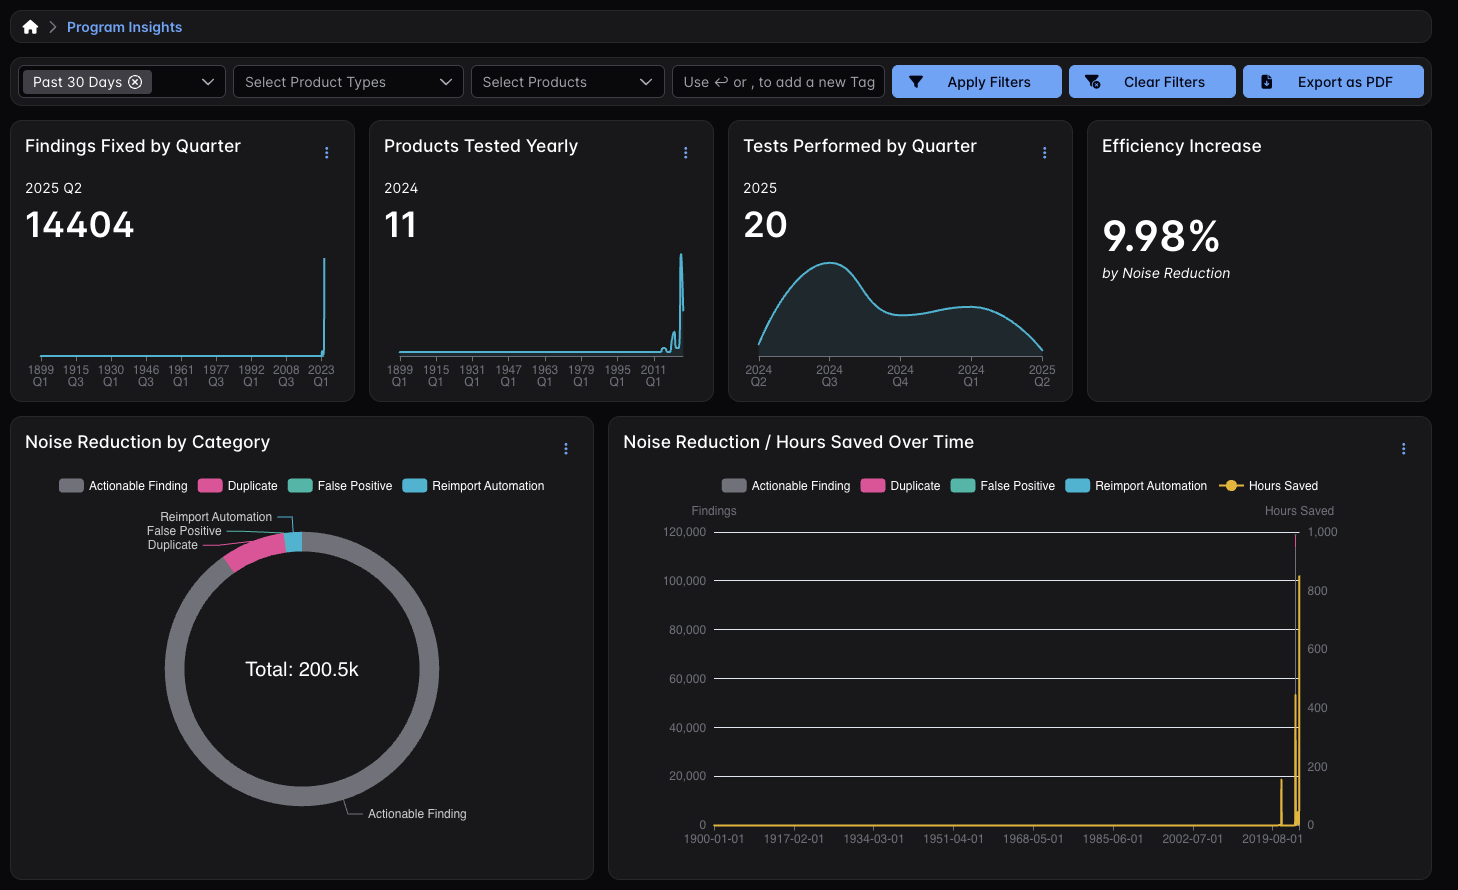 Program Insights
Past 30 Days
Select Product Types
Select Products
Use ↩ or , to add a new Tag
Apply Filters
Clear Filters
Export as PDF
Findings Fixed by Quarter
2025 Q2
14404
1899 Q1
1915 Q3
1930 Q1
1946 Q3
1961 Q1
1977 Q3
1992 Q1
2008 Q3
2023 Q1
Products Tested Yearly
2024
11
1899 Q1
1915 Q1
1931 Q1
1947 Q1
1963 Q1
1979 Q1
1995 Q1
2011 Q1
Tests Performed by Quarter
2025
20
2024 Q2
2024 Q3
2024 Q4
2024 Q1
2025 Q2
Efficiency Increase
9.98%
by Noise Reduction
Noise Reduction by Category
Actionable Finding
Duplicate
False Positive
Reimport Automation
Reimport Automation
False Positive
Duplicate
Total: 200.5k
Actionable Finding
Noise Reduction / Hours Saved Over Time
Actionable Finding
Duplicate
False Positive
Reimport Automation
Hours Saved
Findings
Hours Saved
120,000
100,000
80,000
60,000
40,000
20,000
0
1,000
800
600
400
200
0
1900-01-01
1917-02-01
1934-03-01
1951-04-01
1968-05-01
1985-06-01
2002-07-01
2019-08-01